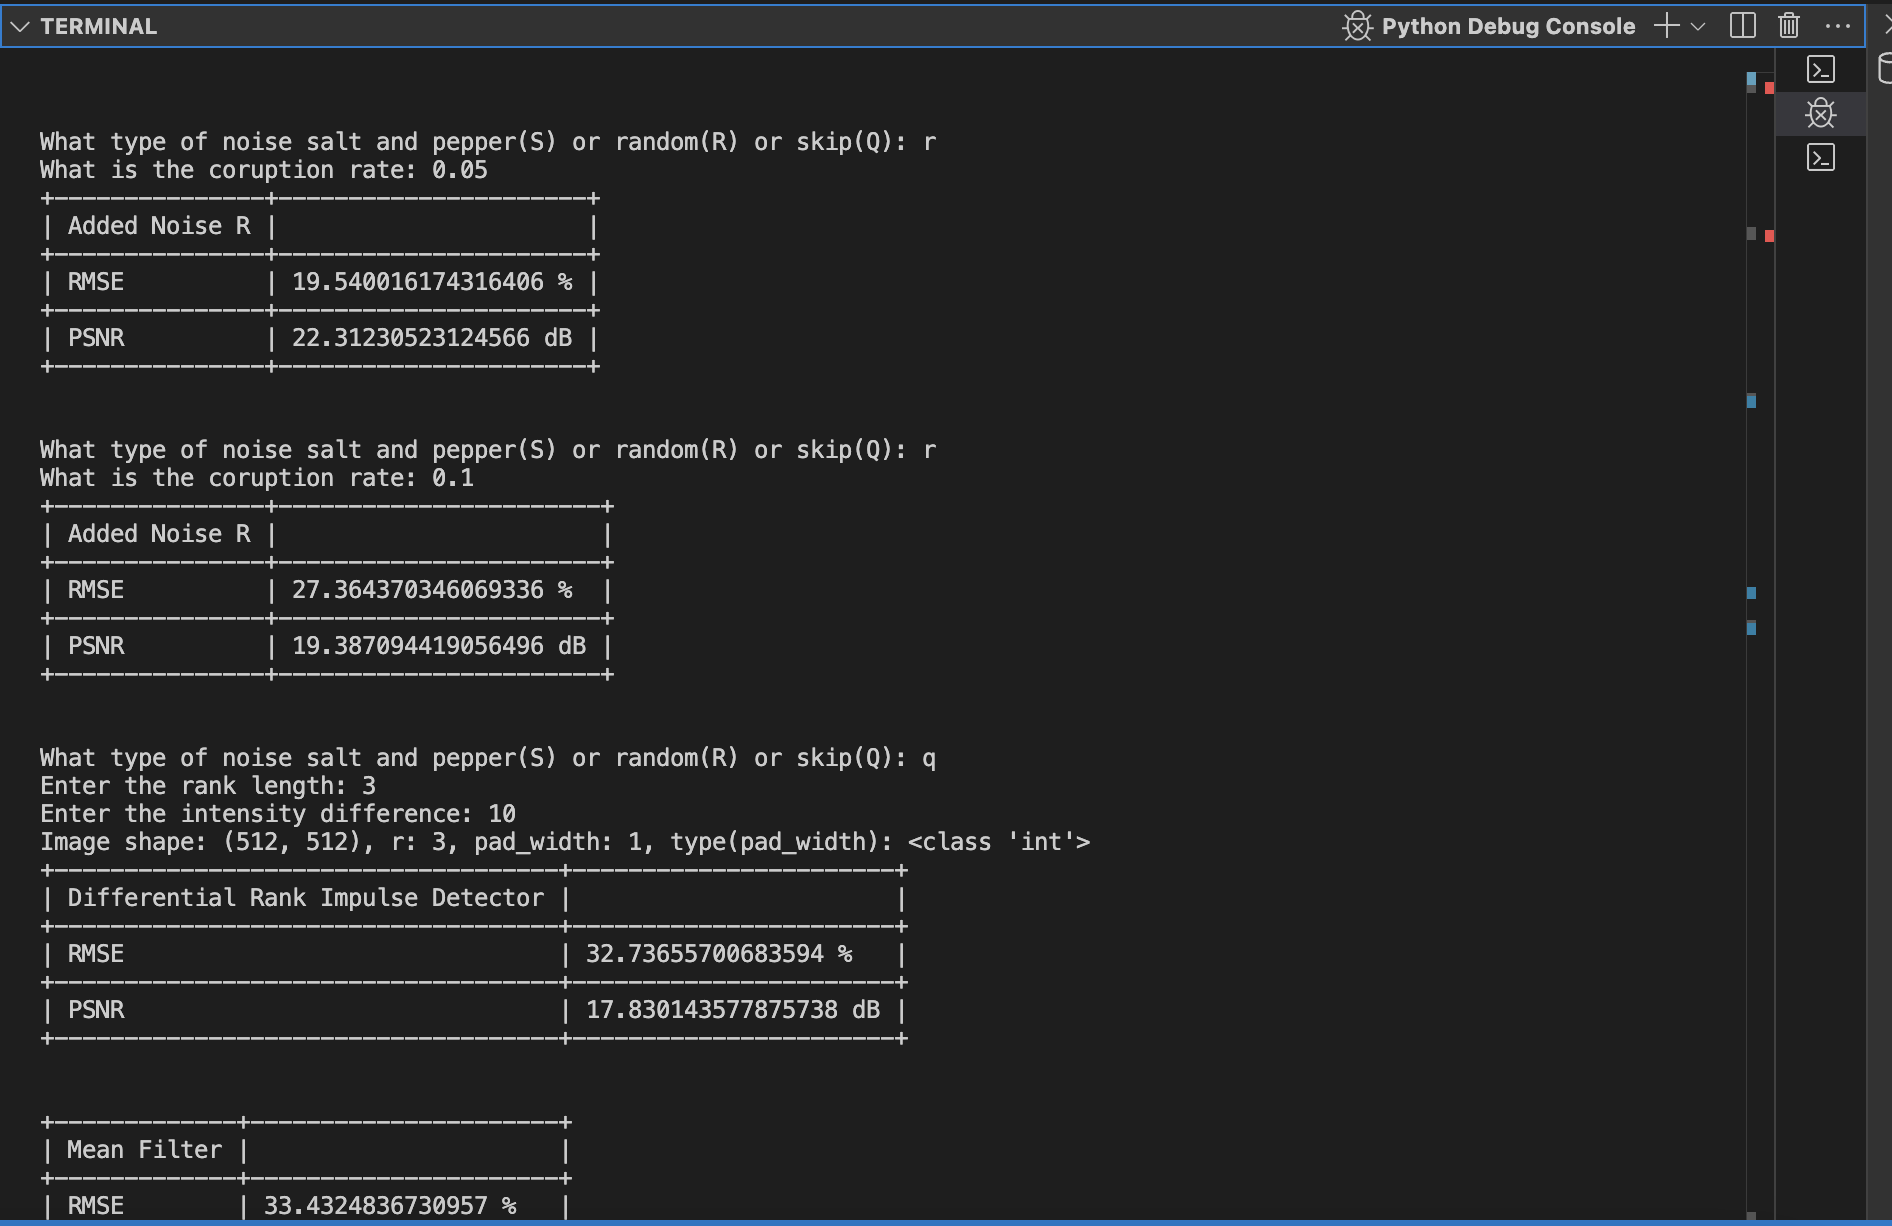 TERMINAL
Python Debug Console
What type of noise salt and pepper(S) or random(R) or skip(Q): r
What is the coruption rate: 0.05
+---------------+----------------------+
| Added Noise R |                      |
+---------------+----------------------+
| RMSE          | 19.540016174316406 % |
+---------------+----------------------+
| PSNR          | 22.31230523124566 dB |
+---------------+----------------------+
What type of noise salt and pepper(S) or random(R) or skip(Q): r
What is the coruption rate: 0.1
+---------------+-----------------------+
| Added Noise R |                       |
+---------------+-----------------------+
| RMSE          | 27.364370346069336 %  |
+---------------+-----------------------+
| PSNR          | 19.387094419056496 dB |
+---------------+-----------------------+
What type of noise salt and pepper(S) or random(R) or skip(Q): q
Enter the rank length: 3
Enter the intensity difference: 10
Image shape: (512, 512), r: 3, pad_width: 1, type(pad_width): <class 'int'>
+------------------------------------+-----------------------+
| Differential Rank Impulse Detector |                       |
+------------------------------------+-----------------------+
| RMSE                               | 32.73655700683594 %   |
+------------------------------------+-----------------------+
| PSNR                               | 17.830143577875738 dB |
+------------------------------------+-----------------------+
+-------------+----------------------+
| Mean Filter |                      |
+-------------+----------------------+
| RMSE        | 33.4324836730957 %   |